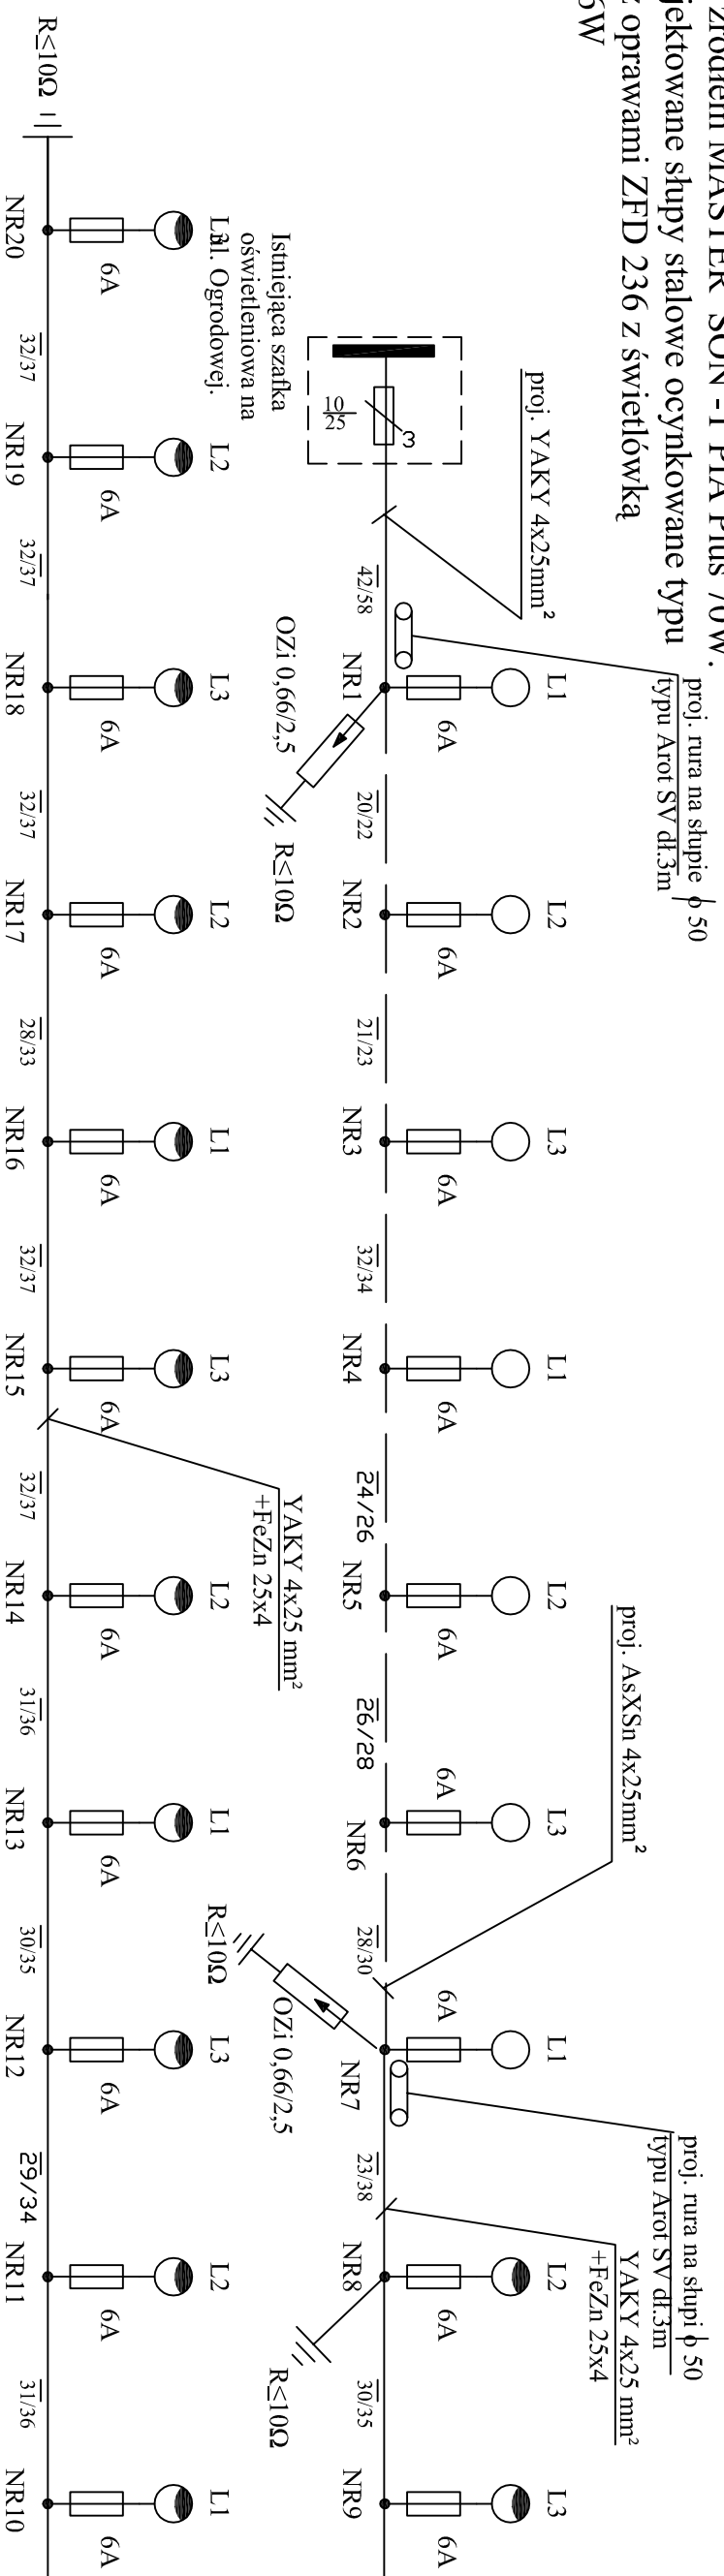 źródłem MASTER SON - T PIA Plus 70W.
jektowane słupy stalowe ocynkowane typu
z oprawami ZFD 236 z świetlówką
6W
proj. rura na słupie ϕ 50
typu Arot SV dł.3m
proj. rura na słupi ϕ 50
typu Arot SV dł.3m
YAKY 4x25 mm²
+FeZn 25x4
proj. AsXSn 4x25mm²
proj. YAKY 4x25mm²
L1
L2
L3
L1
L2
L3
L1
L2
L3
6A
6A
6A
6A
6A
6A
6A
6A
6A
3
10
25
42/58
20/22
21/23
32/34
24/26
26/28
28/30
23/38
30/35
NR1
NR2
NR3
NR4
NR5
NR6
NR7
NR8
NR9
OZi 0,66/2,5
R≤10Ω
OZi 0,66/2,5
R≤10Ω
R≤10Ω
Istniejąca szafka
oświetleniowa na
ul. Ogrodowej.
YAKY 4x25 mm²
+FeZn 25x4
L3
L2
L3
L2
L1
L3
L2
L1
L3
L2
L1
6A
6A
6A
6A
6A
6A
6A
6A
6A
6A
6A
R≤10Ω
32/37
32/37
32/37
28/33
32/37
32/37
31/36
30/35
29/34
31/36
NR20
NR19
NR18
NR17
NR16
NR15
NR14
NR13
NR12
NR11
NR10